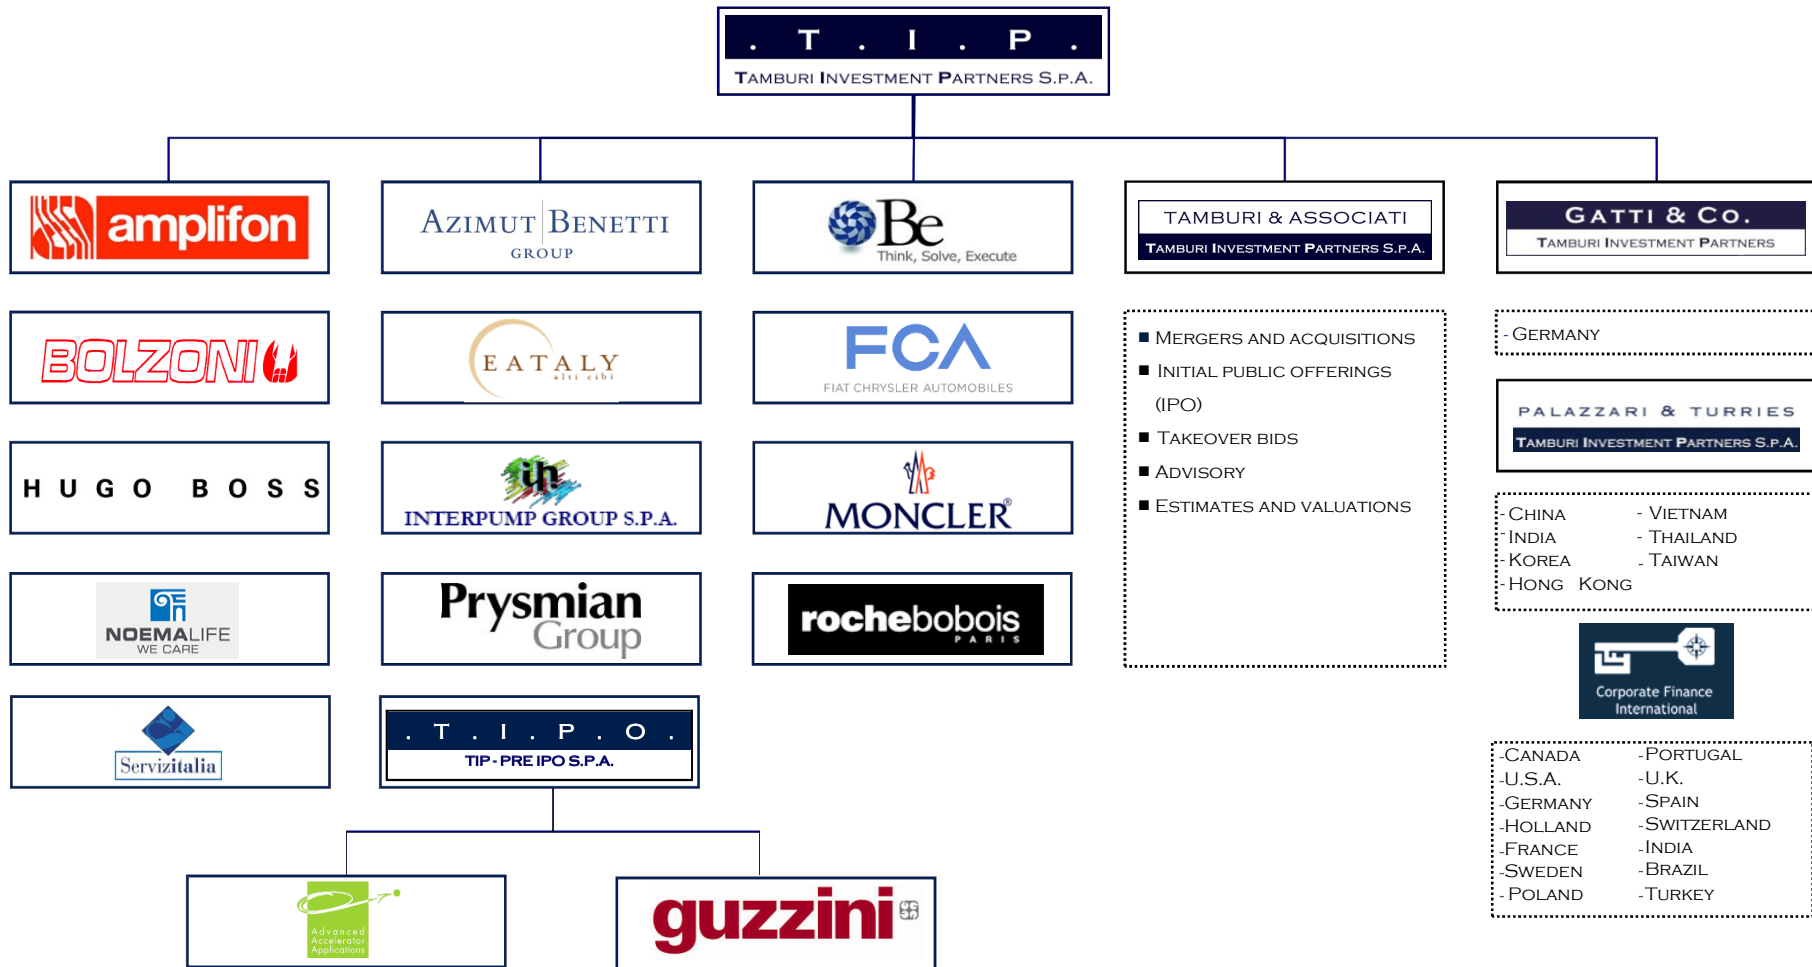 . T . I . P .
TAMBURI INVESTMENT PARTNERS S.P.A.
amplifon
AZIMUT BENETTI
GROUP
Be
Think, Solve, Execute
TAMBURI & ASSOCIATI
TAMBURI INVESTMENT PARTNERS S.P.A.
GATTI & CO.
TAMBURI INVESTMENT PARTNERS
BOLZONI
EATALY
alti cibi
FCA
FIAT CHRYSLER AUTOMOBILES
■ MERGERS AND ACQUISITIONS
■ INITIAL PUBLIC OFFERINGS
(IPO)
■ TAKEOVER BIDS
■ ADVISORY
■ ESTIMATES AND VALUATIONS
- GERMANY
PALAZZARI & TURRIES
TAMBURI INVESTMENT PARTNERS S.P.A.
HUGO BOSS
ih
INTERPUMP GROUP S.P.A.
MONCLER®
- CHINA
- INDIA
- KOREA
- HONG KONG
- VIETNAM
- THAILAND
- TAIWAN
NOEMALIFE
WE CARE
Prysmian
Group
rochebobois
PARIS
Corporate Finance
International
Servizitalia
. T . I . P . O .
TIP - PRE IPO S.P.A.
- CANADA
- U.S.A.
- GERMANY
- HOLLAND
- FRANCE
- SWEDEN
- POLAND
- PORTUGAL
- U.K.
- SPAIN
- SWITZERLAND
- INDIA
- BRAZIL
- TURKEY
Advanced
Accelerator
Applications
guzzini